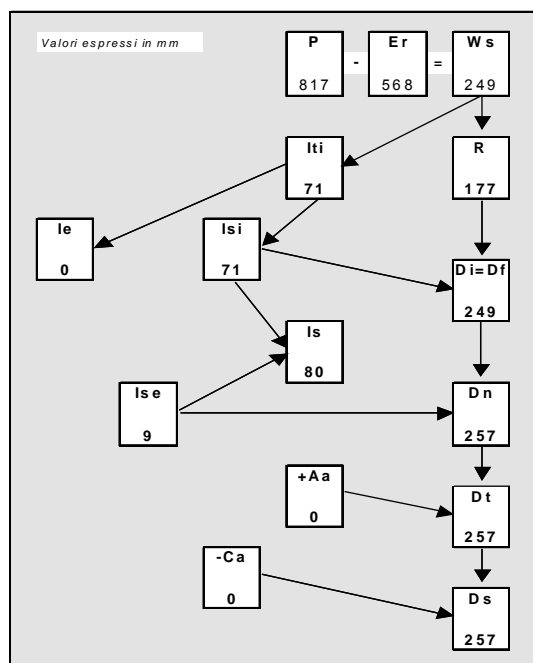 Valori espressi in mm
P - Er = Ws
817 568 249
Iti R
71 177
Ie Isi
0 71
Di=Df
249
Is
80
Ise Dn
9 257
+Aa Dt
0 257
-Ca Ds
0 257